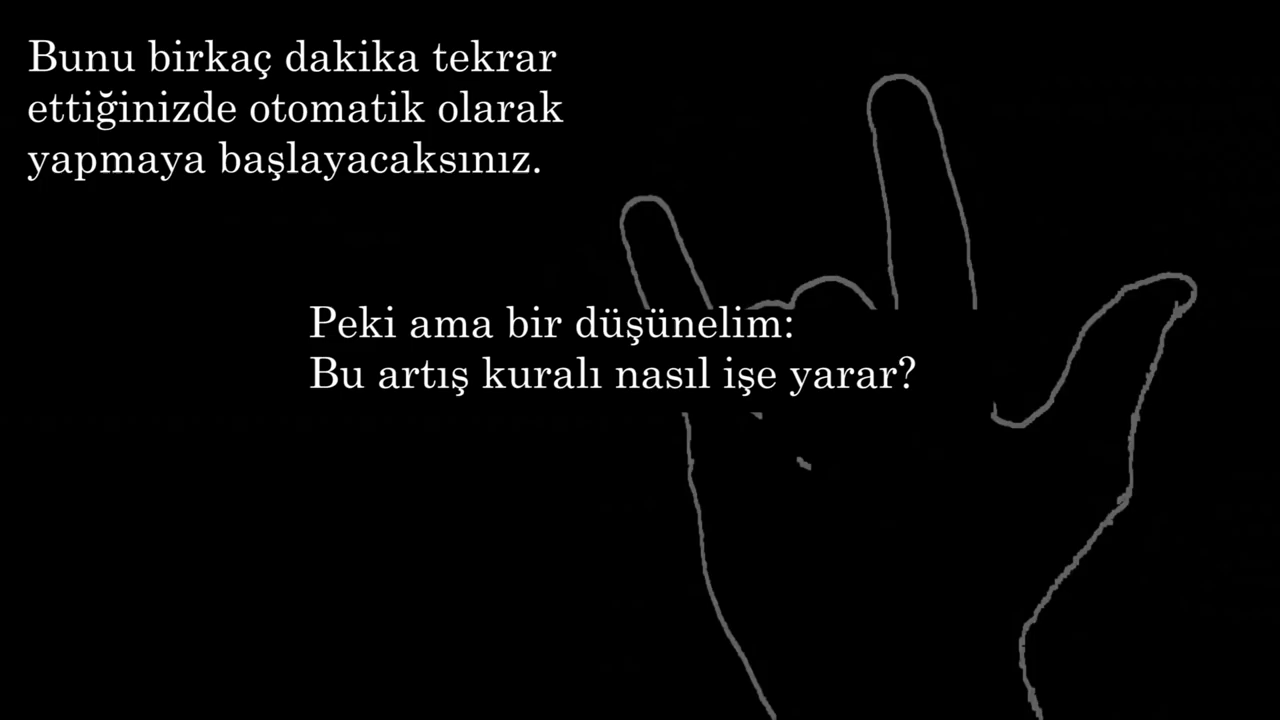 Bunu birkaç dakika tekrar
ettiğinizde otomatik olarak
yapmaya başlayacaksınız.
Peki ama bir düşünelim:
Bu artış kuralı nasıl işe yarar?